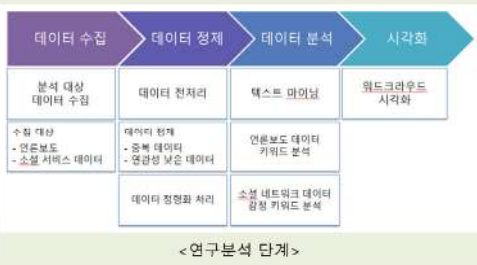 데이터 수집
데이터 정제
데이터 분석
시각화
분석 대상
데이터 수집
데이터 전처리
텍스트 마이닝
워드크라우드
시각화
수집 대상
- 언론보도
- 소셜 서비스 데이터
데이터 정제
- 중복 데이터
- 연관성 낮은 데이터
언론보도 데이터
키워드 분석
데이터 정형화 처리
소셜 네트워크 데이터
감정 키워드 분석
<연구분석 단계>